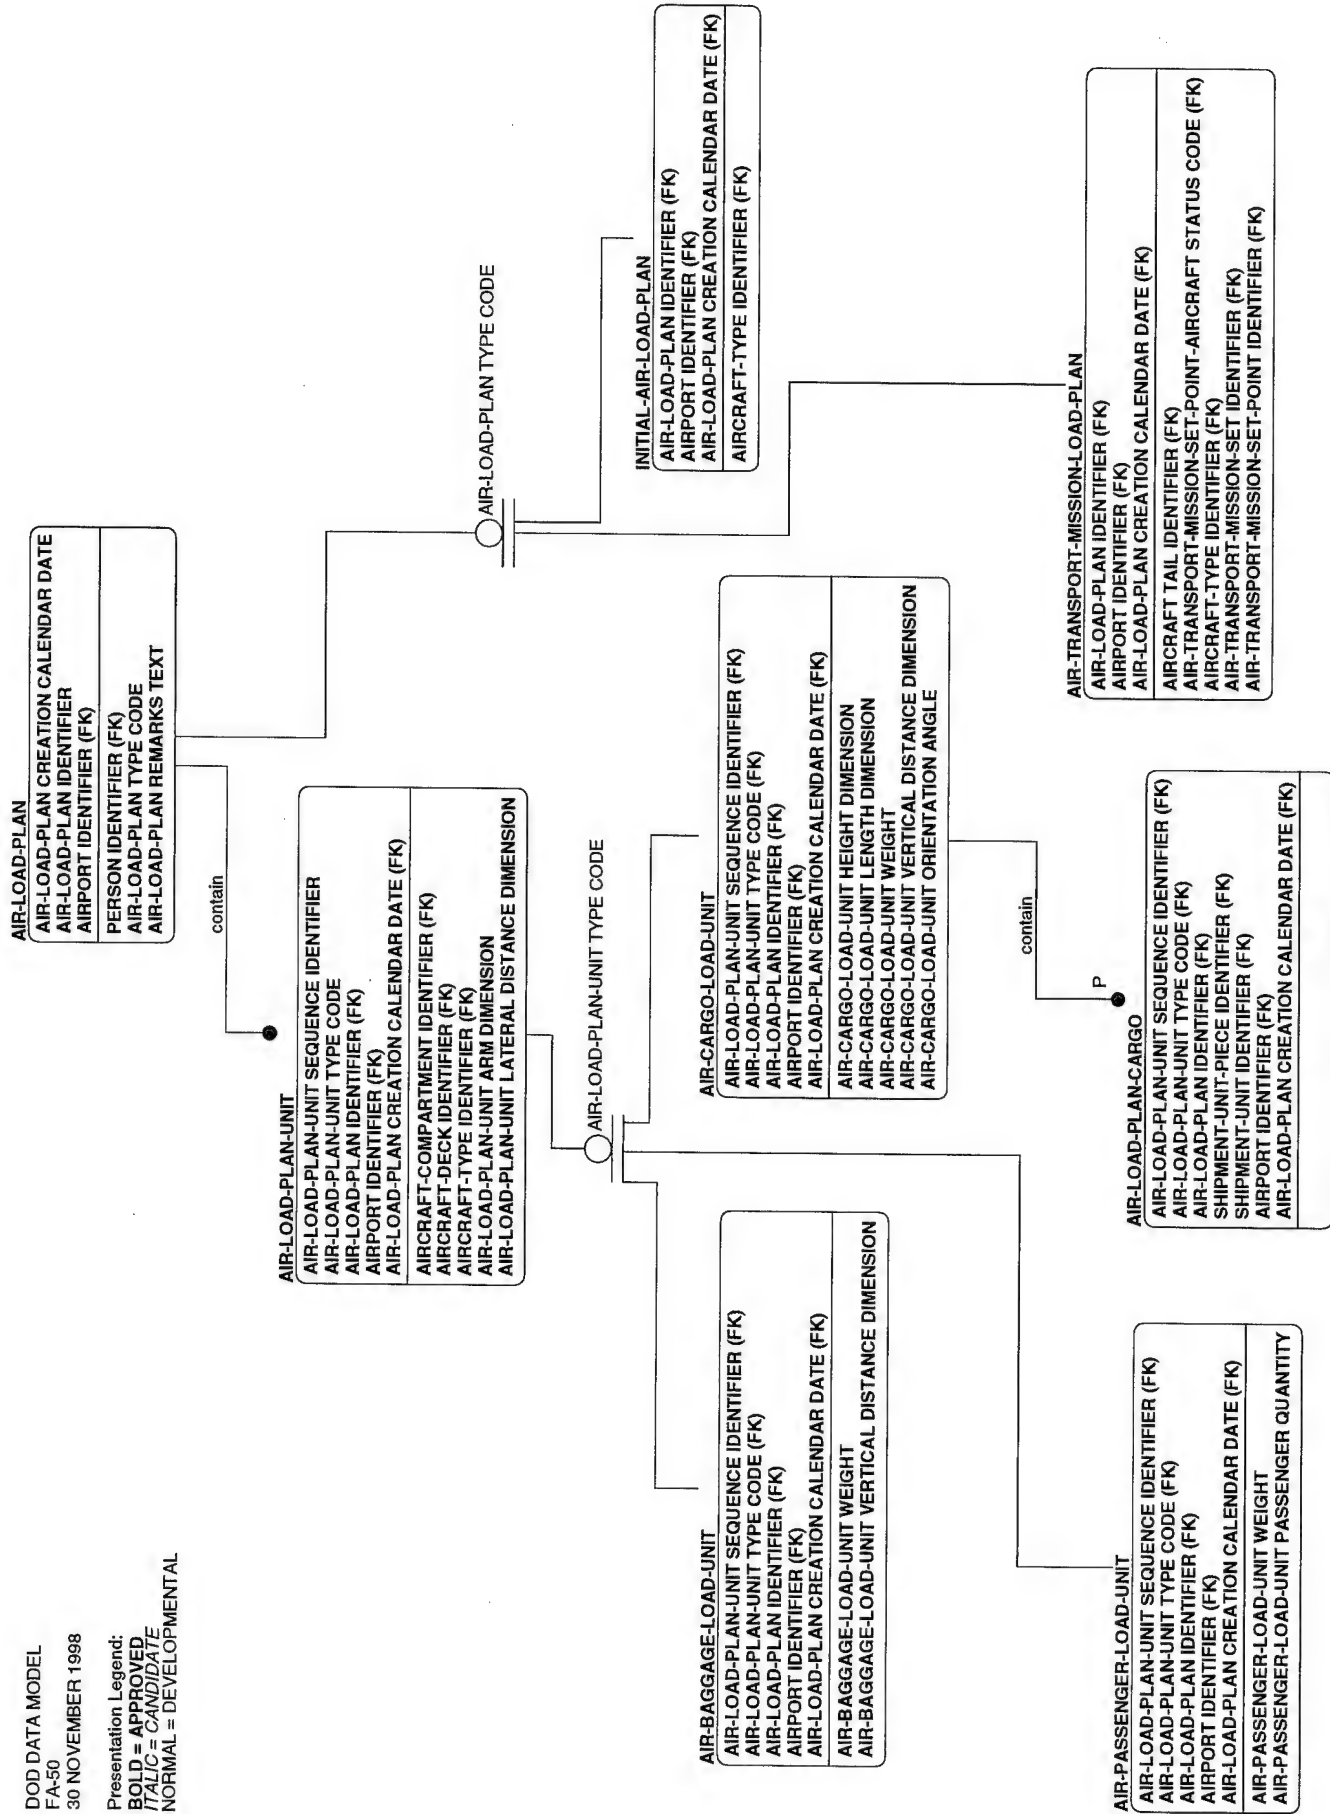 DOD DATA MODEL
FA-50
30 NOVEMBER 1998
Presentation Legend:
BOLD = APPROVED
ITALIC = CANDIDATE
NORMAL = DEVELOPMENTAL
AIR-LOAD-PLAN
AIR-LOAD-PLAN CREATION CALENDAR DATE
AIR-LOAD-PLAN IDENTIFIER
AIRPORT IDENTIFIER (FK)
PERSON IDENTIFIER (FK)
AIR-LOAD-PLAN TYPE CODE
AIR-LOAD-PLAN REMARKS TEXT
contain
AIR-LOAD-PLAN TYPE CODE
AIR-LOAD-PLAN-UNIT
AIR-LOAD-PLAN-UNIT SEQUENCE IDENTIFIER
AIR-LOAD-PLAN-UNIT TYPE CODE
AIR-LOAD-PLAN IDENTIFIER (FK)
AIRPORT IDENTIFIER (FK)
AIR-LOAD-PLAN CREATION CALENDAR DATE (FK)
AIRCRAFT-COMPARTMENT IDENTIFIER (FK)
AIRCRAFT-DECK IDENTIFIER (FK)
AIRCRAFT-TYPE IDENTIFIER (FK)
AIR-LOAD-PLAN-UNIT ARM DIMENSION
AIR-LOAD-PLAN-UNIT LATERAL DISTANCE DIMENSION
AIR-LOAD-PLAN-UNIT TYPE CODE
INITIAL-AIR-LOAD-PLAN
AIR-LOAD-PLAN IDENTIFIER (FK)
AIRPORT IDENTIFIER (FK)
AIR-LOAD-PLAN CREATION CALENDAR DATE (FK)
AIRCRAFT-TYPE IDENTIFIER (FK)
AIR-BAGGAGE-LOAD-UNIT
AIR-LOAD-PLAN-UNIT SEQUENCE IDENTIFIER (FK)
AIR-LOAD-PLAN-UNIT TYPE CODE (FK)
AIR-LOAD-PLAN IDENTIFIER (FK)
AIRPORT IDENTIFIER (FK)
AIR-LOAD-PLAN CREATION CALENDAR DATE (FK)
AIR-BAGGAGE-LOAD-UNIT WEIGHT
AIR-BAGGAGE-LOAD-UNIT VERTICAL DISTANCE DIMENSION
AIR-CARGO-LOAD-UNIT
AIR-LOAD-PLAN-UNIT SEQUENCE IDENTIFIER (FK)
AIR-LOAD-PLAN-UNIT TYPE CODE (FK)
AIR-LOAD-PLAN IDENTIFIER (FK)
AIRPORT IDENTIFIER (FK)
AIR-LOAD-PLAN CREATION CALENDAR DATE (FK)
AIR-CARGO-LOAD-UNIT HEIGHT DIMENSION
AIR-CARGO-LOAD-UNIT LENGTH DIMENSION
AIR-CARGO-LOAD-UNIT WEIGHT
AIR-CARGO-LOAD-UNIT VERTICAL DISTANCE DIMENSION
AIR-CARGO-LOAD-UNIT ORIENTATION ANGLE
contain
P
AIR-TRANSPORT-MISSION-LOAD-PLAN
AIR-LOAD-PLAN IDENTIFIER (FK)
AIRPORT IDENTIFIER (FK)
AIR-LOAD-PLAN CREATION CALENDAR DATE (FK)
AIRCRAFT TAIL IDENTIFIER (FK)
AIR-TRANSPORT-MISSION-SET-POINT-AIRCRAFT STATUS CODE (FK)
AIRCRAFT-TYPE IDENTIFIER (FK)
AIR-TRANSPORT-MISSION-SET IDENTIFIER (FK)
AIR-TRANSPORT-MISSION-SET-POINT IDENTIFIER (FK)
AIR-PASSENGER-LOAD-UNIT
AIR-LOAD-PLAN-UNIT SEQUENCE IDENTIFIER (FK)
AIR-LOAD-PLAN-UNIT TYPE CODE (FK)
AIR-LOAD-PLAN IDENTIFIER (FK)
AIRPORT IDENTIFIER (FK)
AIR-LOAD-PLAN CREATION CALENDAR DATE (FK)
AIR-PASSENGER-LOAD-UNIT WEIGHT
AIR-PASSENGER-LOAD-UNIT PASSENGER QUANTITY
AIR-LOAD-PLAN-CARGO
AIR-LOAD-PLAN-UNIT SEQUENCE IDENTIFIER (FK)
AIR-LOAD-PLAN-UNIT TYPE CODE (FK)
AIR-LOAD-PLAN IDENTIFIER (FK)
SHIPMENT-UNIT-PIECE IDENTIFIER (FK)
SHIPMENT-UNIT IDENTIFIER (FK)
AIRPORT IDENTIFIER (FK)
AIR-LOAD-PLAN CREATION CALENDAR DATE (FK)